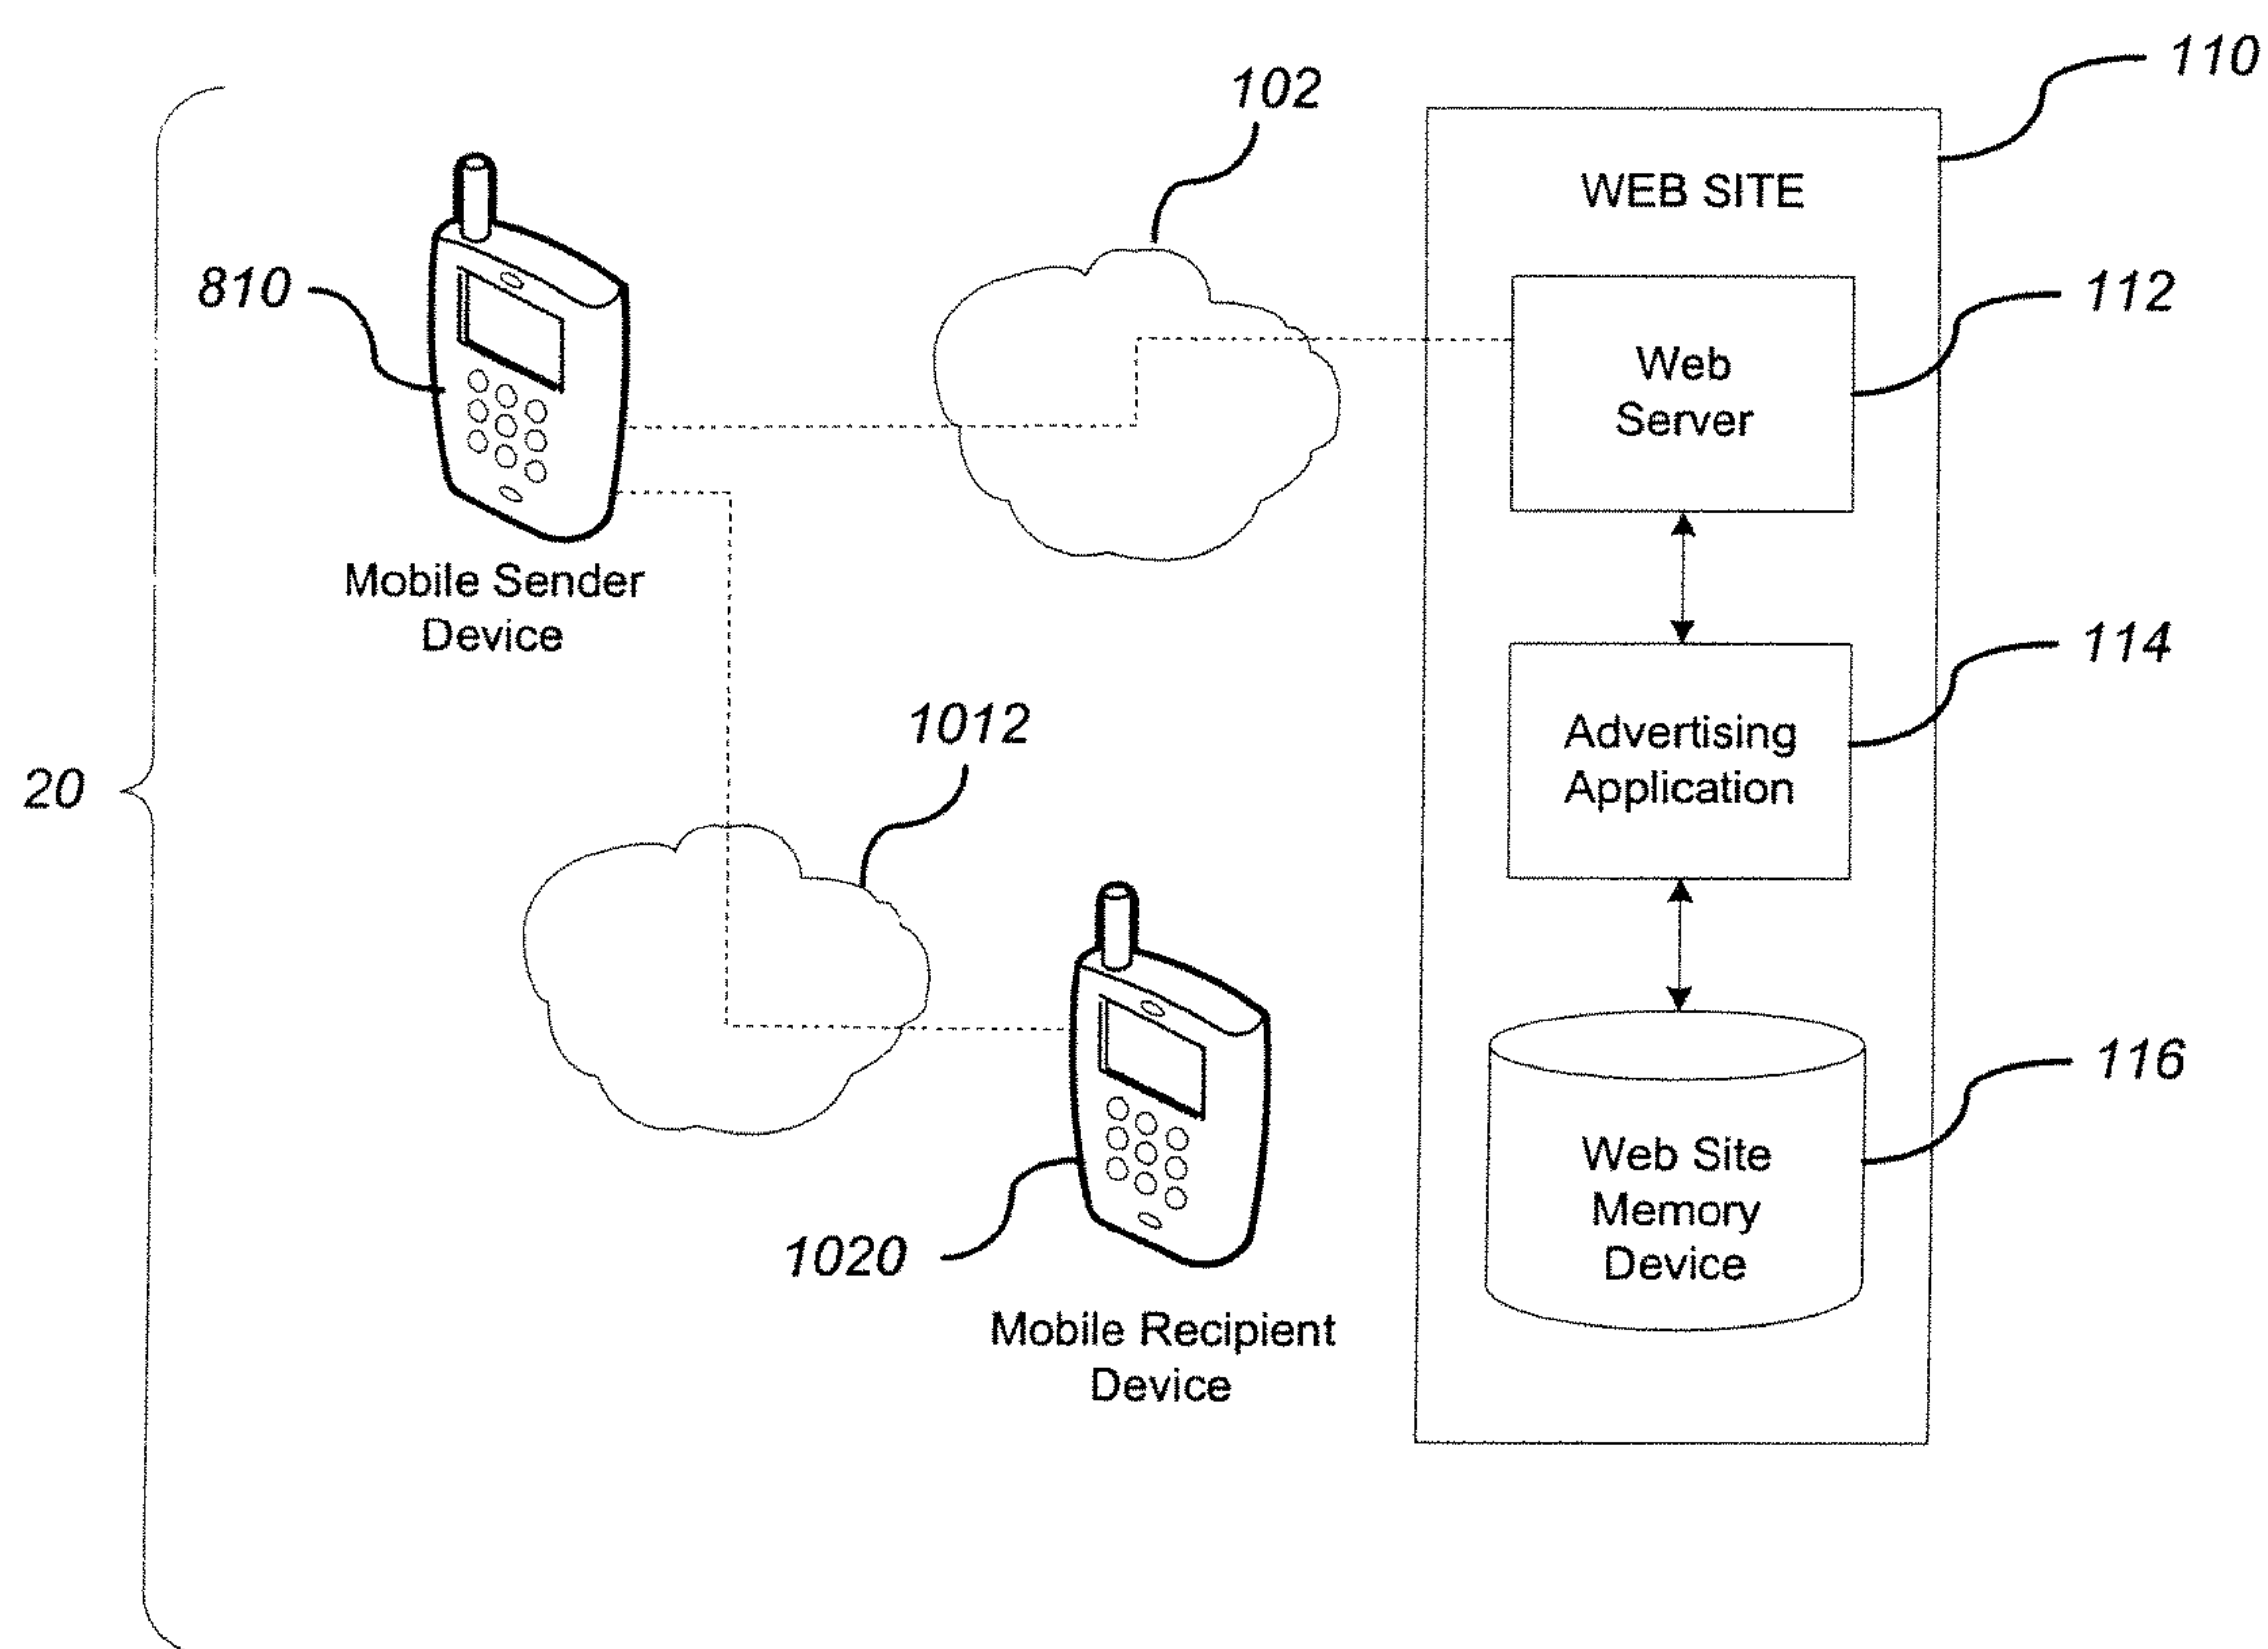 110
102
WEB SITE
810
112
Web
Server
Mobile Sender
Device
114
1012
Advertising
Application
20
116
Web Site
Memory
Device
1020
Mobile Recipient
Device